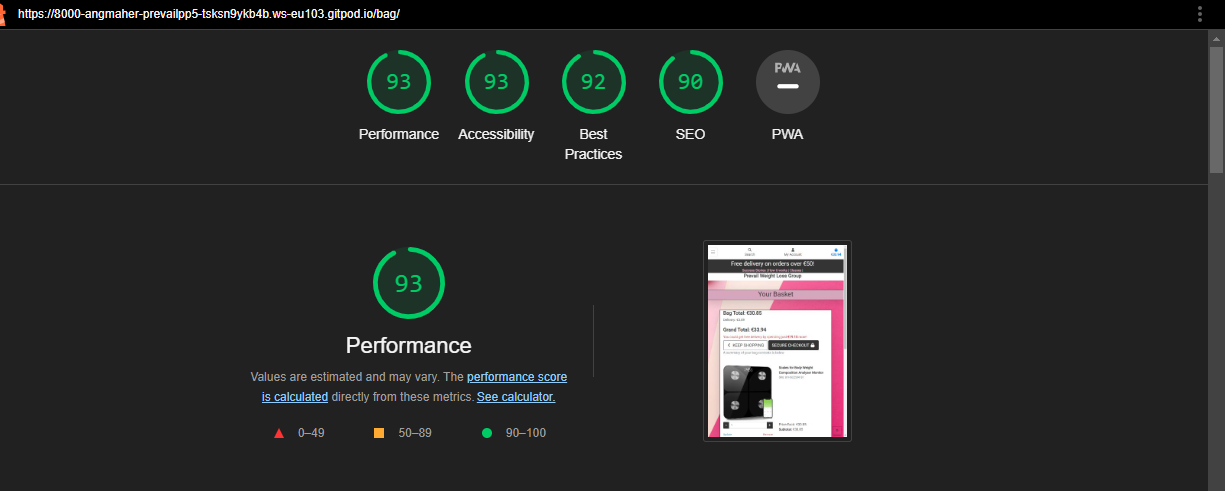 https://8000-angmaher-prevailpp5-tsksn9ykb4b.ws-eu103.gitpod.io/bag/
93
93
92
90
PWA
Performance
Accessibility
Best
Practices
SEO
PWA
93
Performance
Values are estimated and may vary. The performance score
is calculated directly from these metrics. See calculator.
0–49
50–89
90–100
Free delivery on orders over €50!
Prevail Weight Loss Group
Your Basket
Bag Total: €30.85
Grand Total: €33.94
KEEP SHOPPING
SECURE CHECKOUT